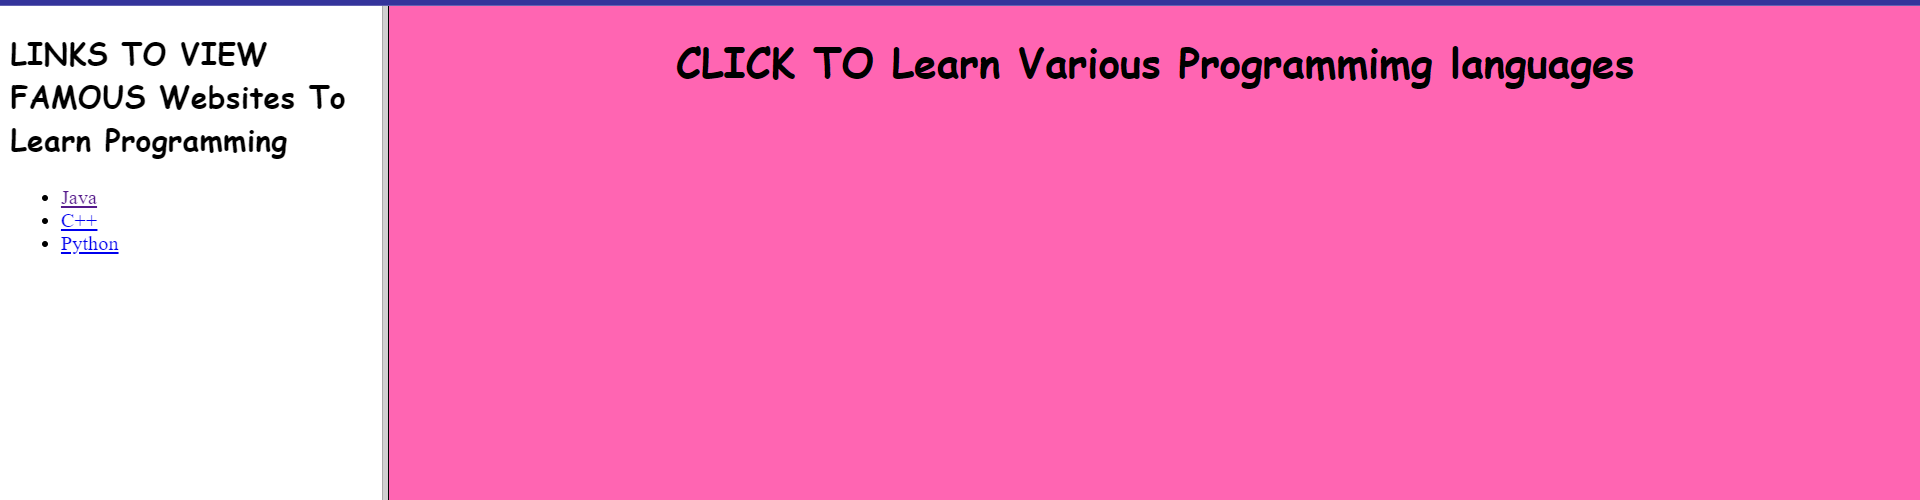 LINKS TO VIEW
FAMOUS Websites To
Learn Programming
Java
C++
Python
CLICK TO Learn Various Programmimg languages